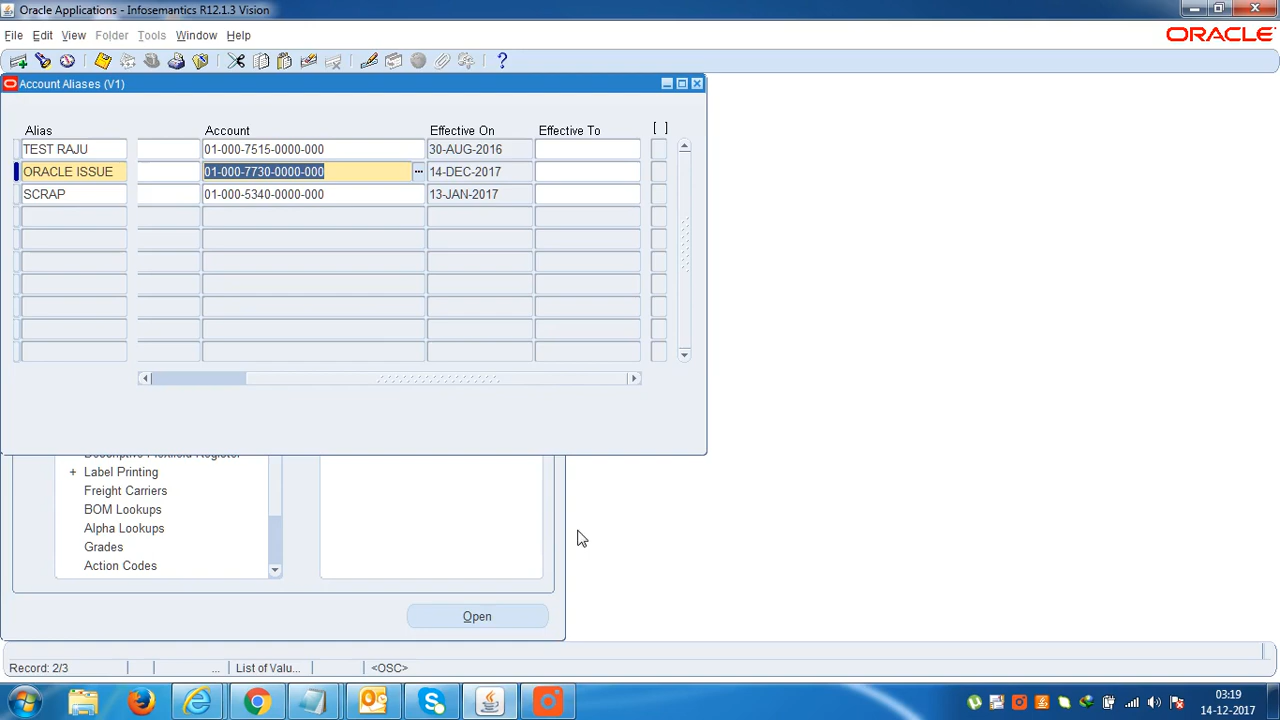 Oracle Applications - Infosemantics R12.1.3 Vision
File Edit View Folder Tools Window Help
ORACLE
Account Aliases (V1)
Alias Account Effective On Effective To [ ]
TEST RAJU 01-000-7515-0000-000 30-AUG-2016
ORACLE ISSUE 01-000-7730-0000-000 14-DEC-2017
SCRAP 01-000-5340-0000-000 13-JAN-2017
Descriptive Flexfield Register
+ Label Printing
Freight Carriers
BOM Lookups
Alpha Lookups
Grades
Action Codes
Open
Record: 2/3 ... List of Valu... <OSC>
03:19
14-12-2017